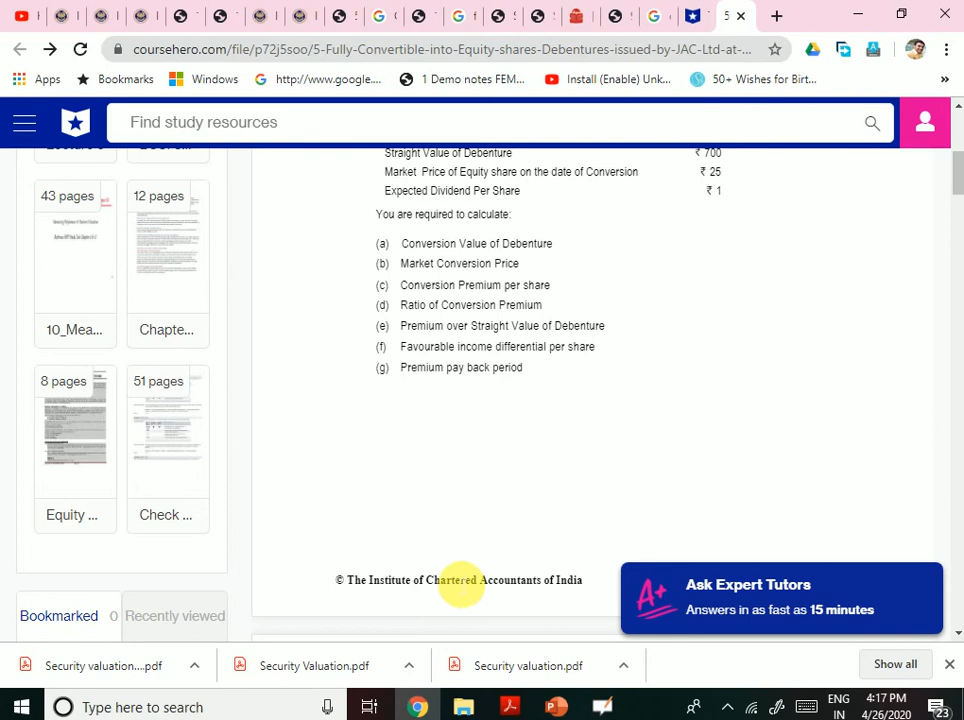 coursehero.com/file/p72j5soo/5-Fully-Convertible-into-Equity-shares-Debentures-issued-by-JAC-Ltd-at-...
Apps
Bookmarks
Windows
http://www.google....
1 Demo notes FEM...
Install (Enable) Unk...
50+ Wishes for Birt...
»
Find study resources
Straight Value of Debenture ₹ 700
Market Price of Equity share on the date of Conversion ₹ 25
Expected Dividend Per Share ₹ 1
You are required to calculate:
(a) Conversion Value of Debenture
(b) Market Conversion Price
(c) Conversion Premium per share
(d) Ratio of Conversion Premium
(e) Premium over Straight Value of Debenture
(f) Favourable income differential per share
(g) Premium pay back period
© The Institute of Chartered Accountants of India
43 pages
12 pages
10_Mea...
Chapte...
8 pages
51 pages
Equity ...
Check ...
Bookmarked 0
Recently viewed
A+
Ask Expert Tutors
Answers in as fast as 15 minutes
Security valuation....pdf
Security Valuation.pdf
Security valuation.pdf
Show all
Type here to search
ENG
IN
4:17 PM
4/26/2020
23